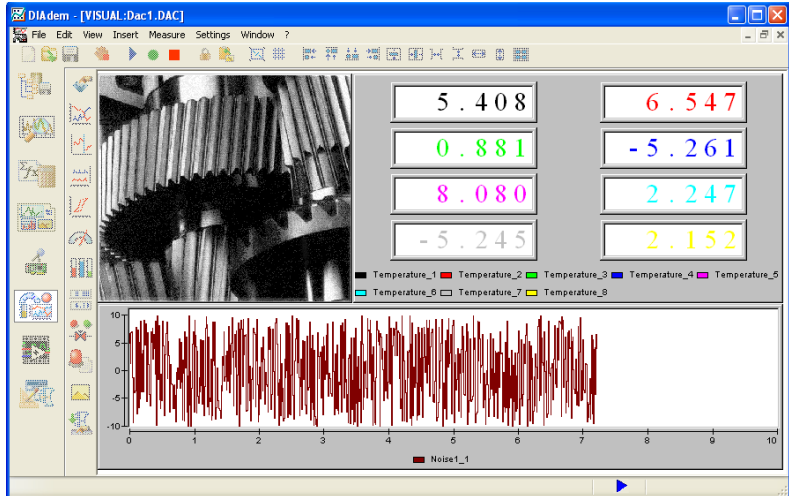 DIAdem - [VISUAL:Dac1.DAC]
File Edit View Insert Measure Settings Window ?
5.408 6.547
0.881 -5.261
8.080 2.247
-5.245 2.152
Temperature_1 Temperature_2 Temperature_3 Temperature_4 Temperature_5
Temperature_6 Temperature_7 Temperature_8
10
5
0
-5
-10
0 1 2 3 4 5 6 7 8 9 10
Noise1_1